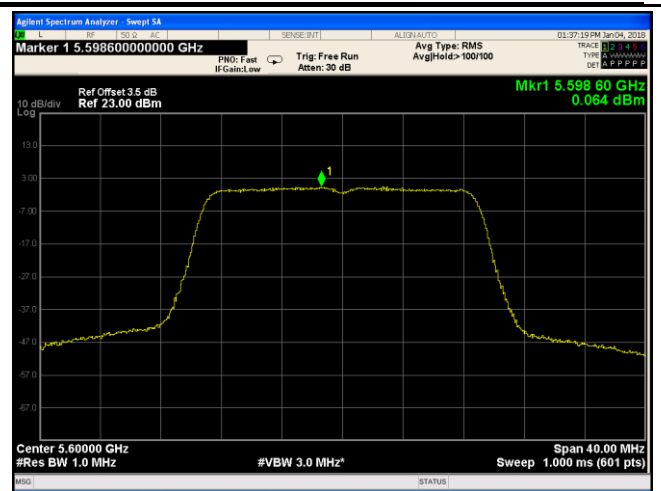 Agilent Spectrum Analyzer - Swept SA
L RF 50 Ω AC SENSE:INT ALIGN AUTO 01:37:19 PM Jan 04, 2018
Marker 1 5.598600000000 GHz
PNO: Fast
IFGain:Low
Trig: Free Run
Atten: 30 dB
Avg Type: RMS
Avg|Hold:>100/100
TRACE 1 2 3 4 5 6
TYPE A
DET A P P P P P
Mkr1 5.598 60 GHz
0.064 dBm
Ref Offset 3.5 dB
10 dB/div Ref 23.00 dBm
Log
1
13.0
3.00
-7.00
-17.0
-27.0
-37.0
-47.0
-57.0
-67.0
Center 5.60000 GHz Span 40.00 MHz
#Res BW 1.0 MHz #VBW 3.0 MHz* Sweep 1.000 ms (601 pts)
MSG STATUS